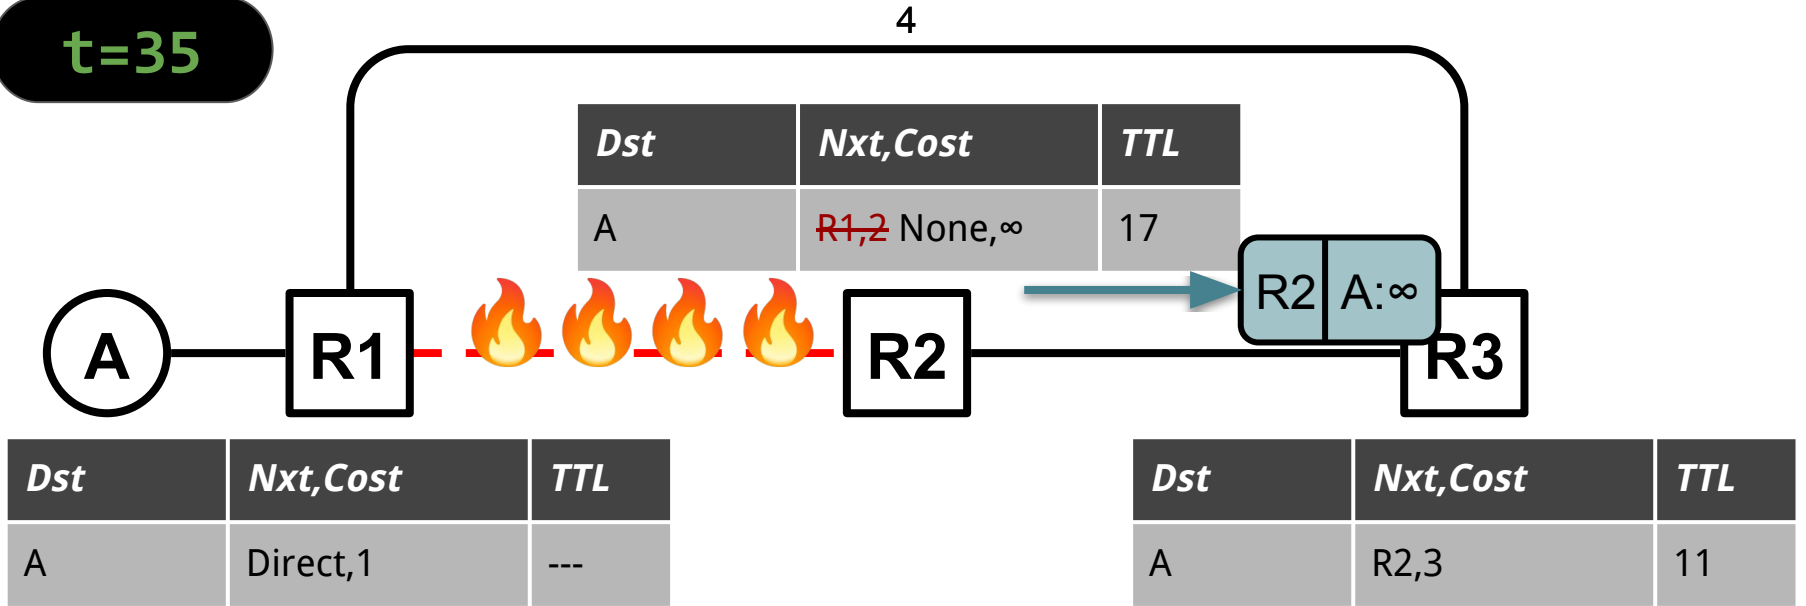 t=35
4
Dst Nxt,Cost TTL
A R1,2 None,∞ 17
R2 A:∞
A R1 R2 R3
Dst Nxt,Cost TTL
A Direct,1 ---
Dst Nxt,Cost TTL
A R2,3 11